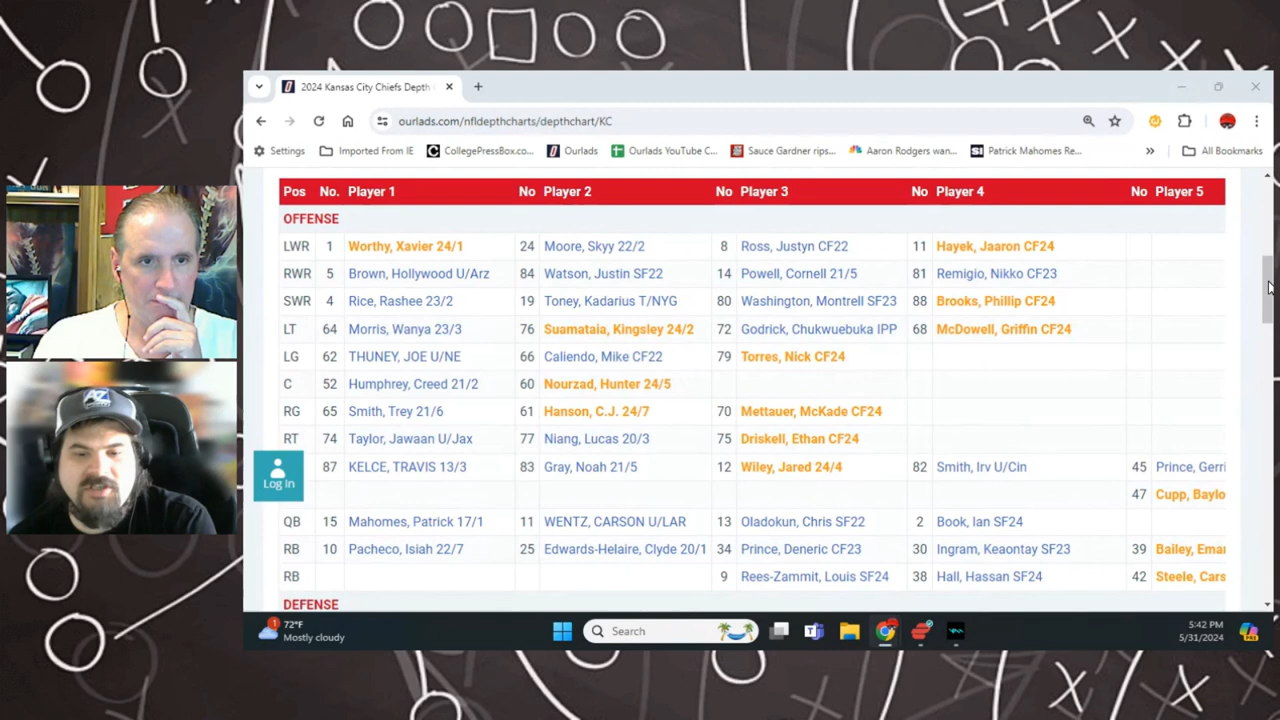 2024 Kansas City Chiefs Depth
ourlads.com/nfldepthcharts/depthchart/KC
Settings Imported From IE CollegePressBox.co... Ourlads Ourlads YouTube C... Sauce Gardner rips... Aaron Rodgers wan... Patrick Mahomes Re... » All Bookmarks
Pos No. Player 1 No Player 2 No Player 3 No Player 4 No Player 5
OFFENSE
LWR 1 Worthy, Xavier 24/1 24 Moore, Skyy 22/2 8 Ross, Justyn CF22 11 Hayek, Jaaron CF24
RWR 5 Brown, Hollywood U/Arz 84 Watson, Justin SF22 14 Powell, Cornell 21/5 81 Remigio, Nikko CF23
SWR 4 Rice, Rashee 23/2 19 Toney, Kadarius T/NYG 80 Washington, Montrell SF23 88 Brooks, Phillip CF24
LT 64 Morris, Wanya 23/3 76 Suamataia, Kingsley 24/2 72 Godrick, Chukwuebuka IPP 68 McDowell, Griffin CF24
LG 62 THUNEY, JOE U/NE 66 Caliendo, Mike CF22 79 Torres, Nick CF24
C 52 Humphrey, Creed 21/2 60 Nourzad, Hunter 24/5
RG 65 Smith, Trey 21/6 61 Hanson, C.J. 24/7 70 Mettauer, McKade CF24
RT 74 Taylor, Jawaan U/Jax 77 Niang, Lucas 20/3 75 Driskell, Ethan CF24
87 KELCE, TRAVIS 13/3 83 Gray, Noah 21/5 12 Wiley, Jared 24/4 82 Smith, Irv U/Cin 45 Prince, Gerri
Log In
47 Cupp, Baylo
QB 15 Mahomes, Patrick 17/1 11 WENTZ, CARSON U/LAR 13 Oladokun, Chris SF22 2 Book, Ian SF24
RB 10 Pacheco, Isiah 22/7 25 Edwards-Helaire, Clyde 20/1 34 Prince, Deneric CF23 30 Ingram, Keaontay SF23 39 Bailey, Emar
RB 9 Rees-Zammit, Louis SF24 38 Hall, Hassan SF24 42 Steele, Cars
DEFENSE
1 72°F
Mostly cloudy
Search
5:42 PM
5/31/2024